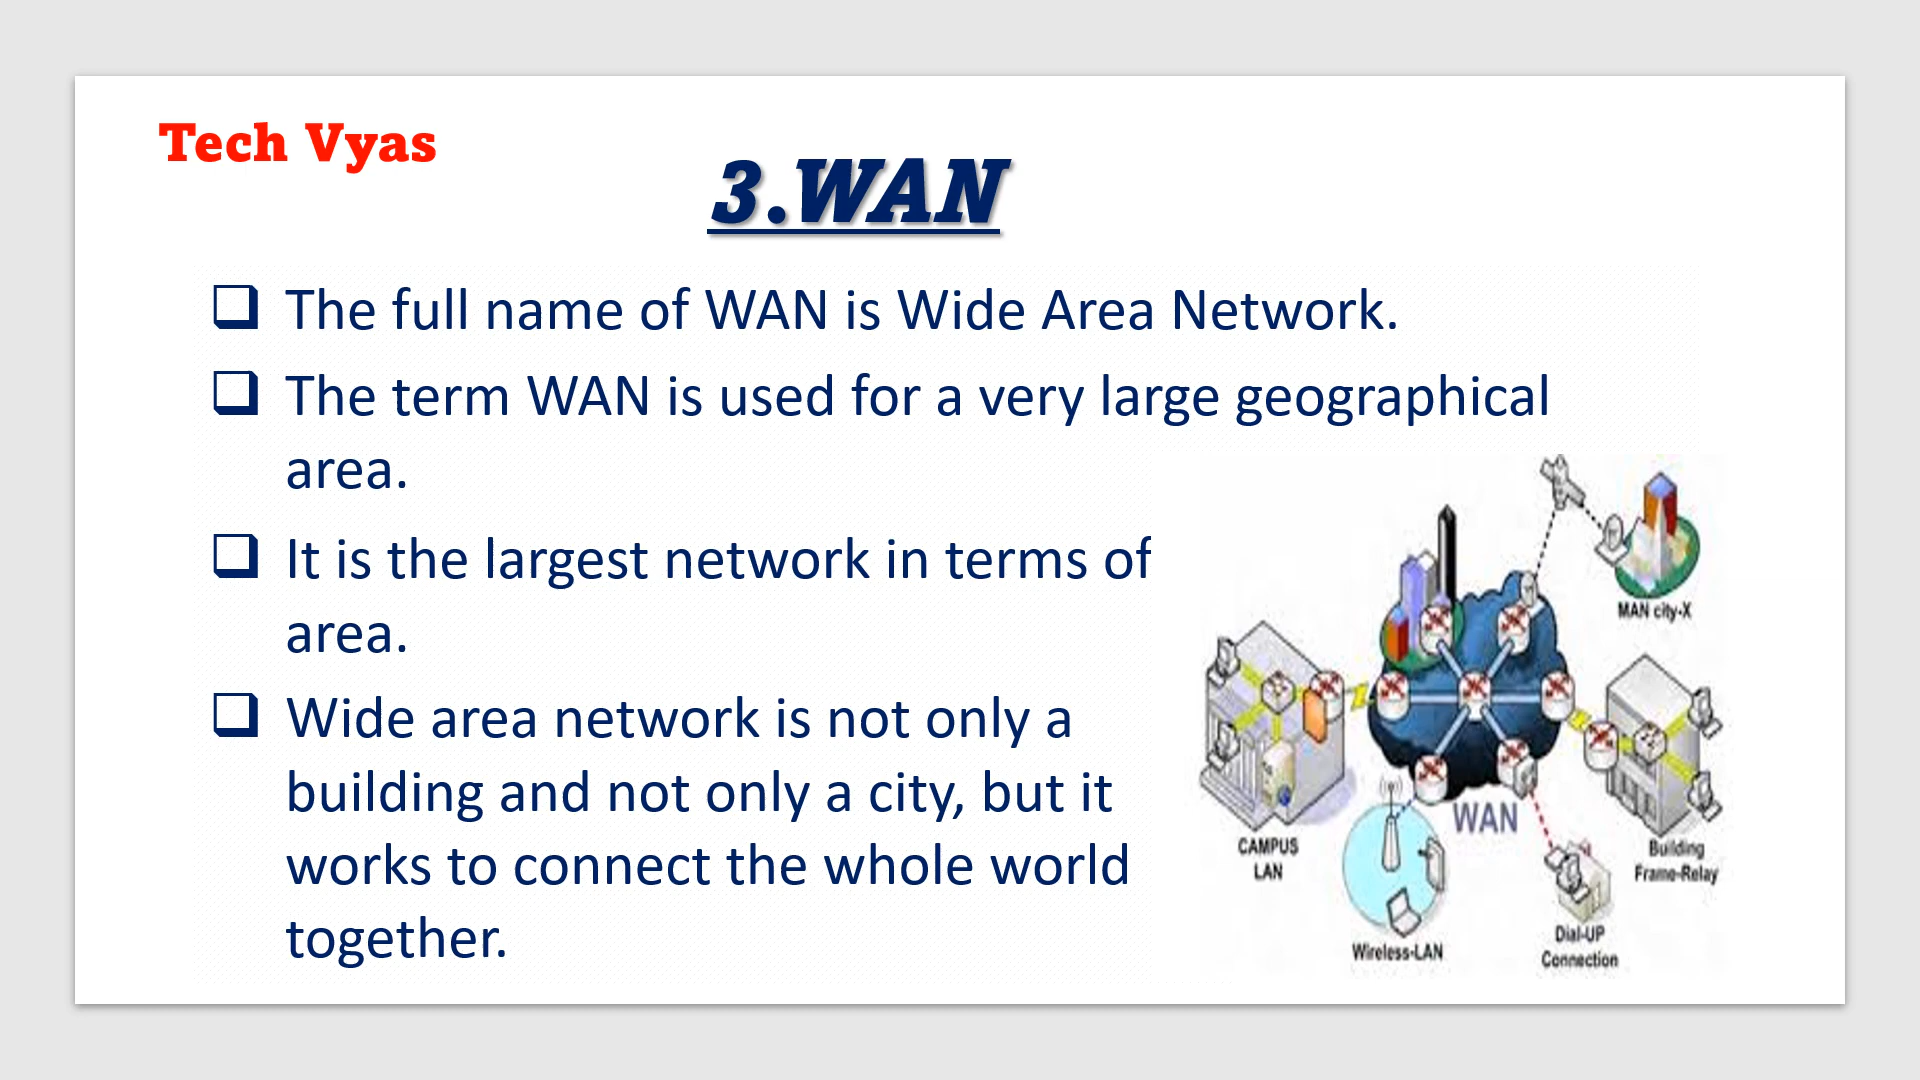 Tech Vyas
3.WAN
❑ The full name of WAN is Wide Area Network.
❑ The term WAN is used for a very large geographical
area.
❑ It is the largest network in terms of
area.
❑ Wide area network is not only a
building and not only a city, but it
works to connect the whole world
together.
MAN city-X
WAN
CAMPUS
LAN
Building
Frame-Relay
Wireless-LAN
Dial-UP
Connection